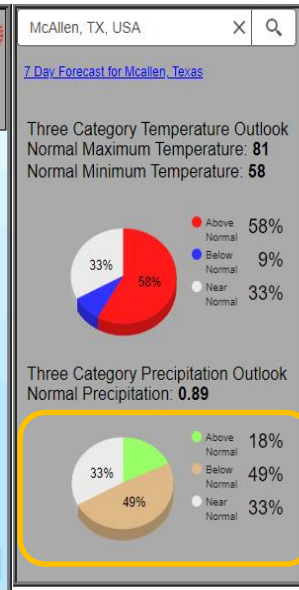 McAllen, TX, USA
7 Day Forecast for Mcallen, Texas
Three Category Temperature Outlook
Normal Maximum Temperature: 81
Normal Minimum Temperature: 58
33%
58%
Above Normal 58%
Below Normal 9%
Near Normal 33%
Three Category Precipitation Outlook
Normal Precipitation: 0.89
33%
49%
Above Normal 18%
Below Normal 49%
Near Normal 33%